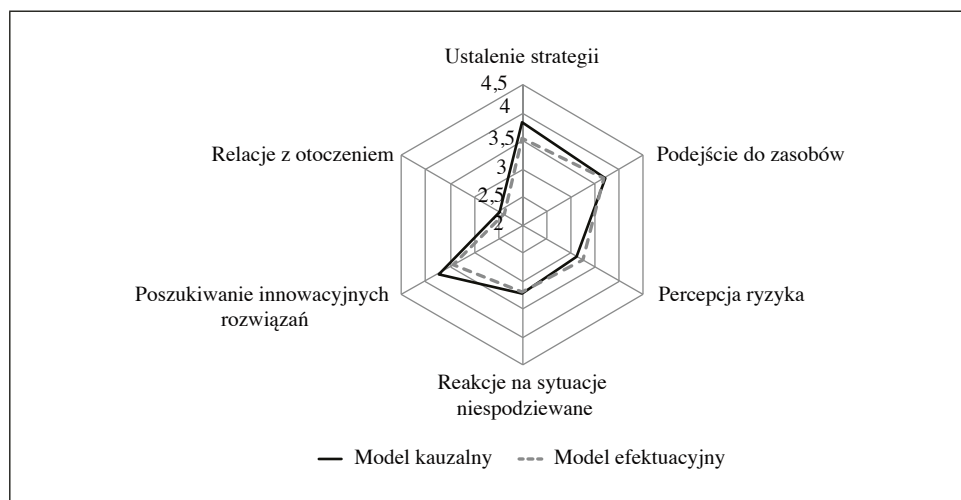 Ustalenie strategii
4,5
4
3,5
3
2,5
2
Relacje z otoczeniem
Podejście do zasobów
Poszukiwanie innowacyjnych
rozwiązań
Percepcja ryzyka
Reakcje na sytuacje
niespodziewane
Model kauzalny
Model efektuacyjny